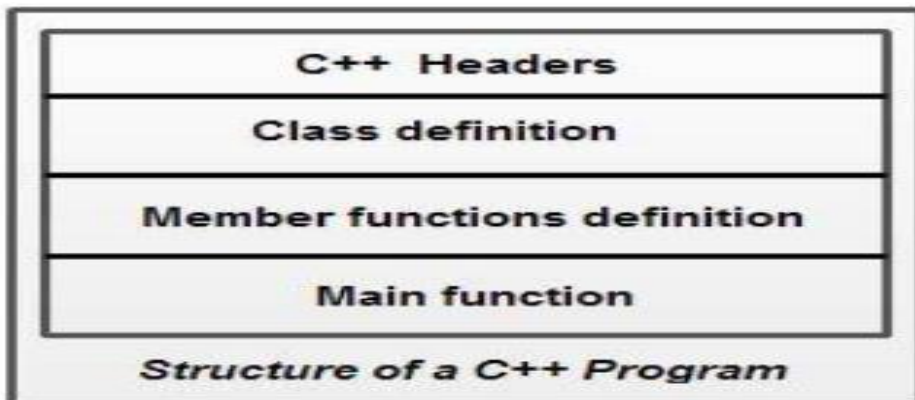 C++ Headers
Class definition
Member functions definition
Main function
Structure of a C++ Program